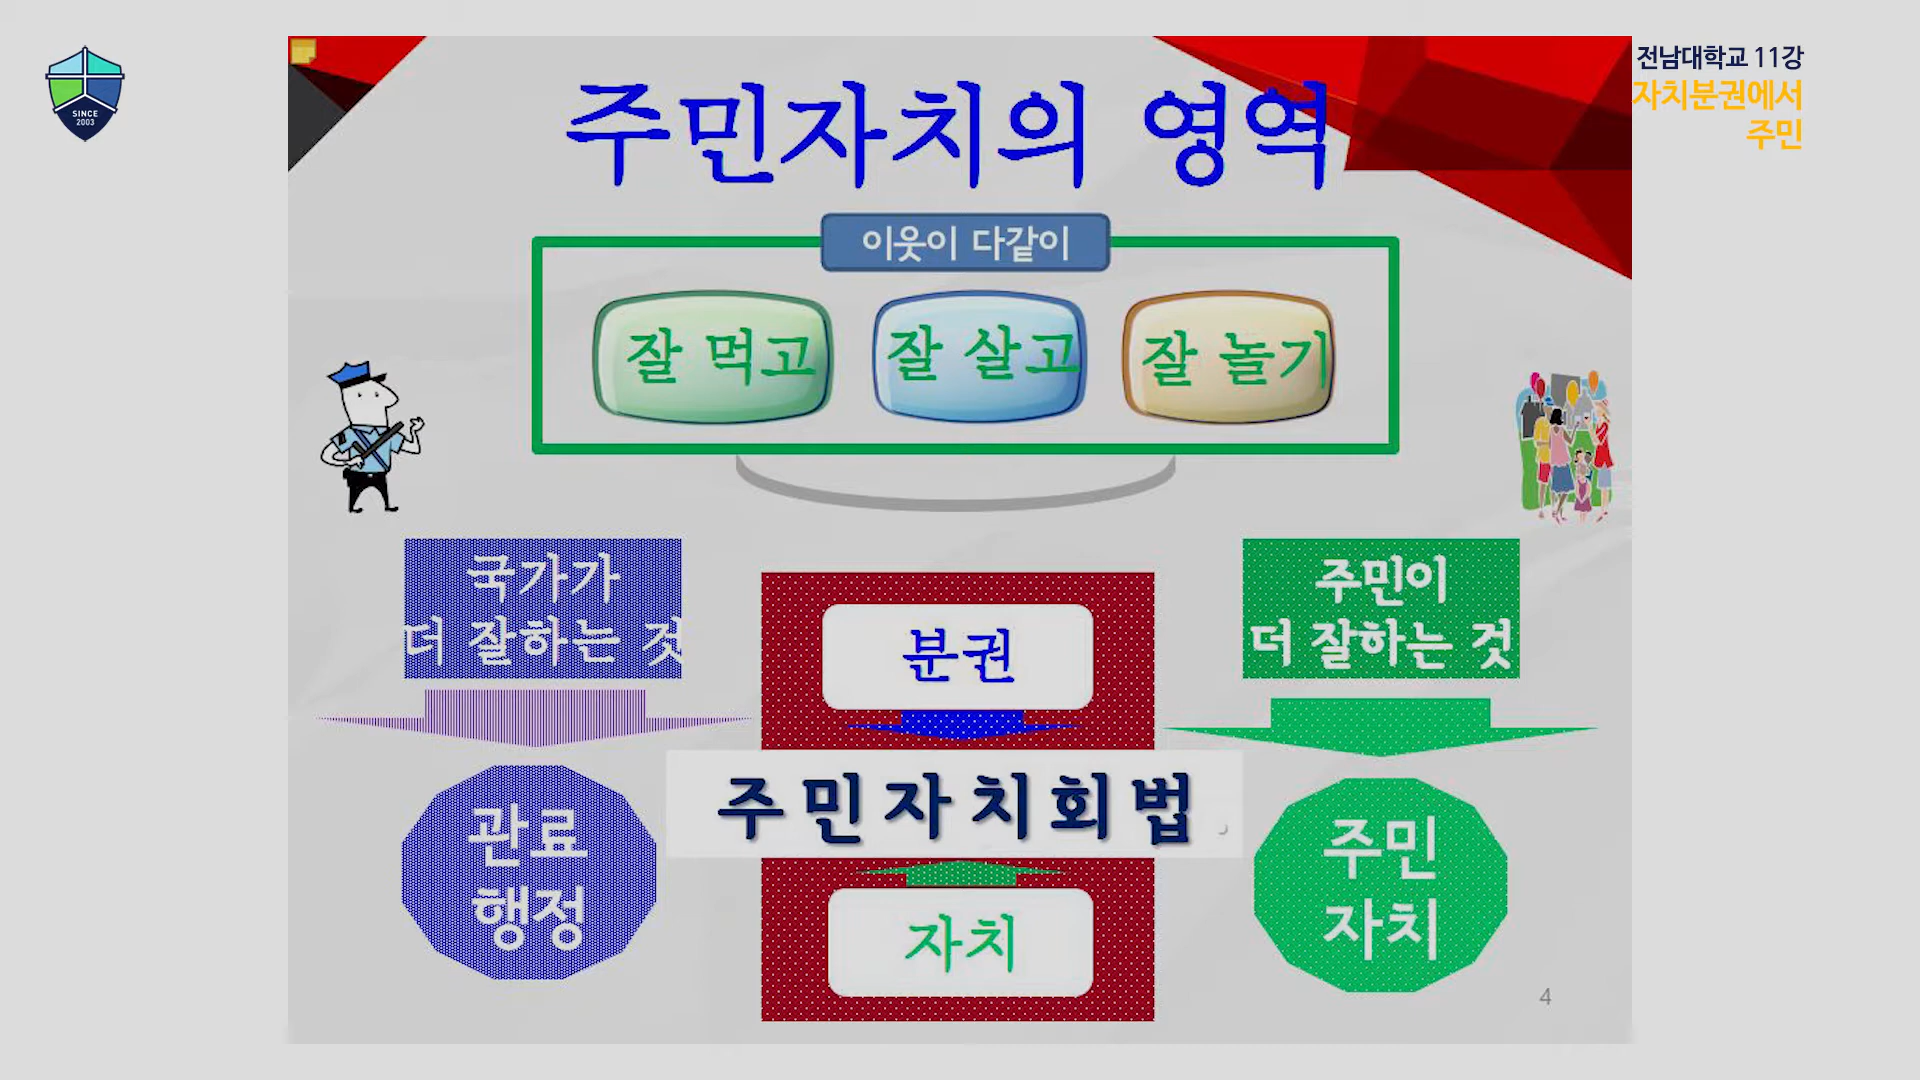 SINCE
2003
전남대학교 11강
자치분권에서
주민
주민자치의 영역
이웃이 다같이
잘 먹고
잘 살고
잘 놀기
국가가
더 잘하는 것
분권
주민이
더 잘하는 것
주민자치회법
관료
행정
자치
주민
자치
4